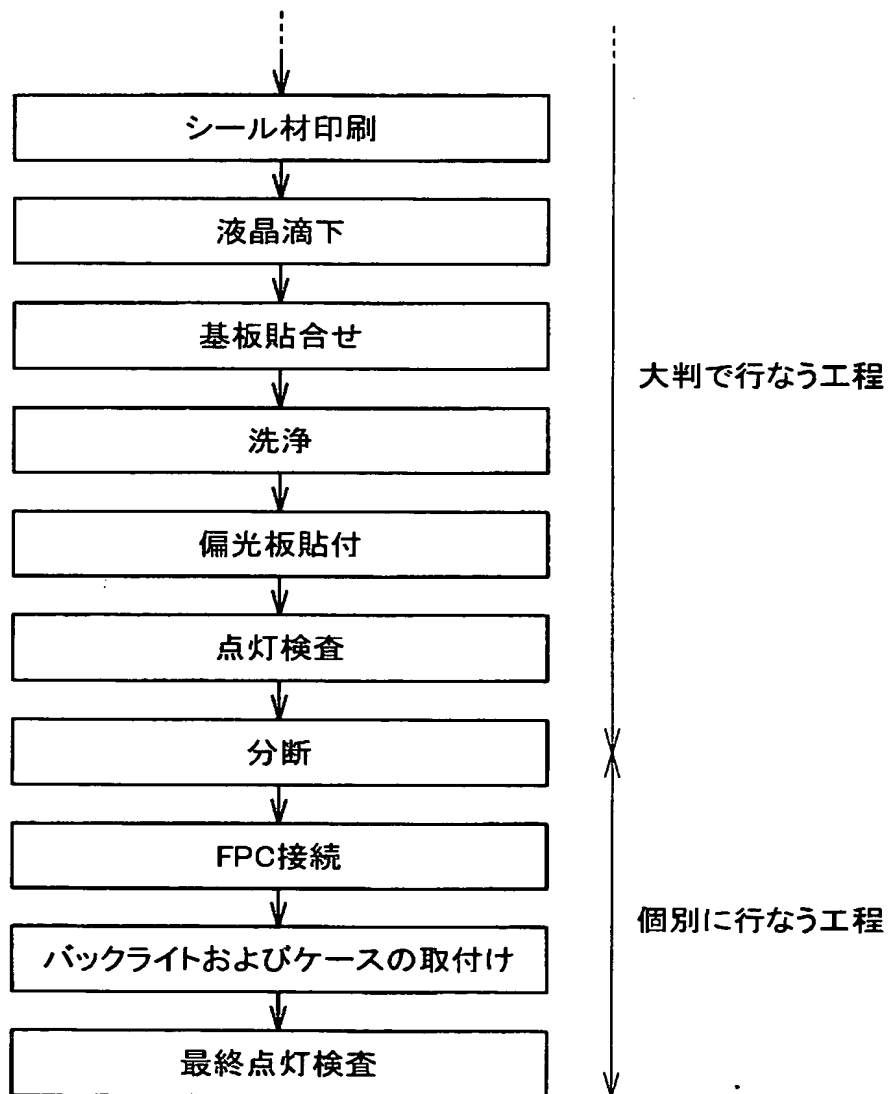 シール材印刷
液晶滴下
基板貼合せ
洗浄
偏光板貼付
点灯検査
分断
FPC接続
バックライトおよびケースの取付け
最終点灯検査
大判で行なう工程
個別に行なう工程